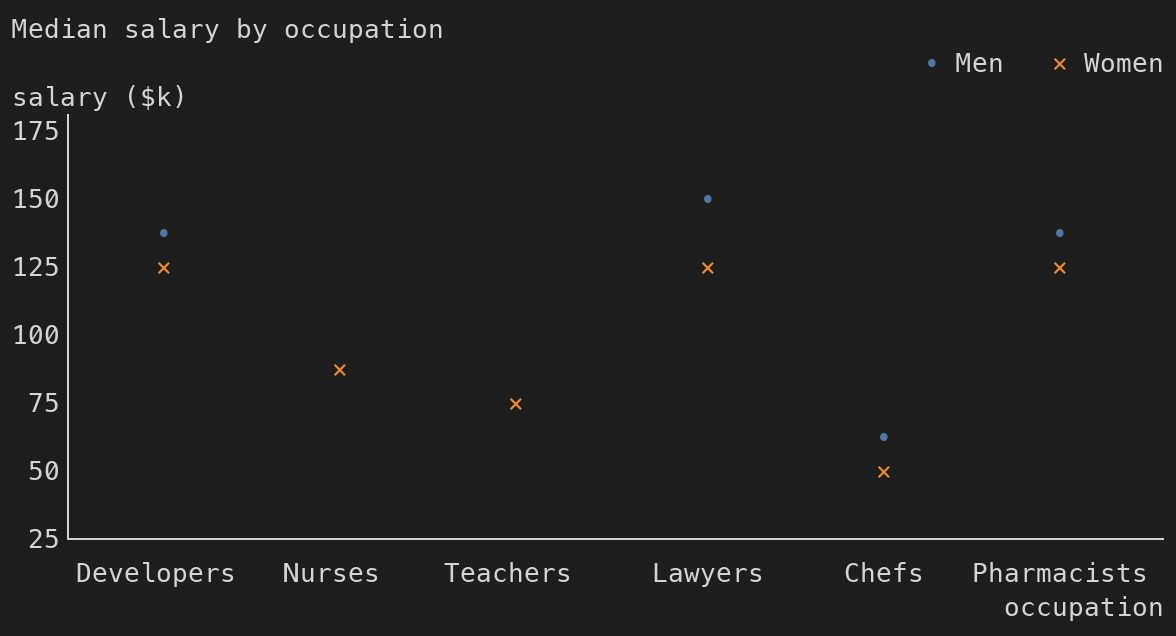 Median salary by occupation
• Men × Women
salary ($k)
175
150
125
100
75
50
25
Developers Nurses Teachers Lawyers Chefs Pharmacists
occupation